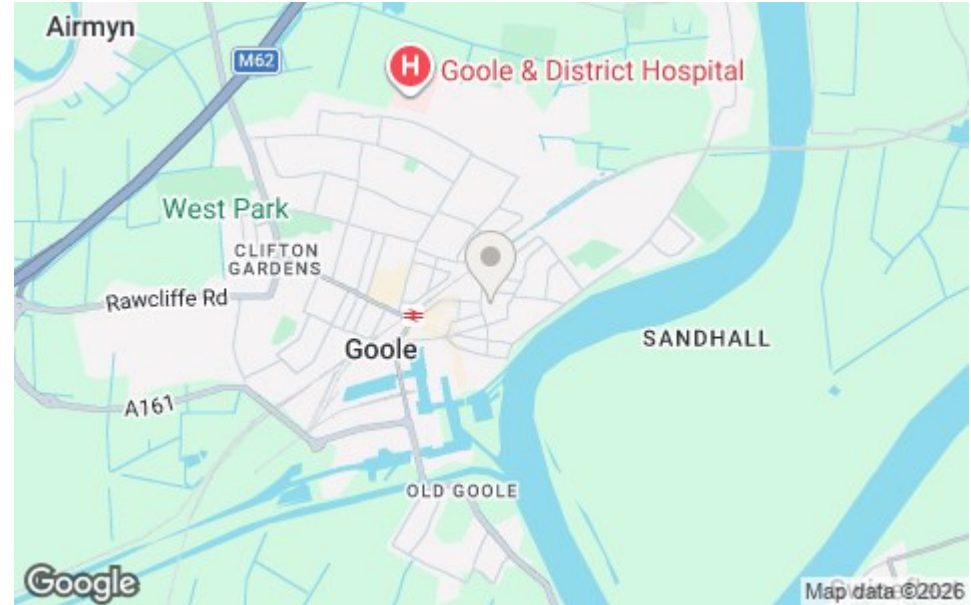 Airmyn
M62
H
Goole & District Hospital
West Park
CLIFTON
GARDENS
Rawcliffe Rd
SANDHALL
Goole
A161
OLD GOOLE
Google
Map data ©2026